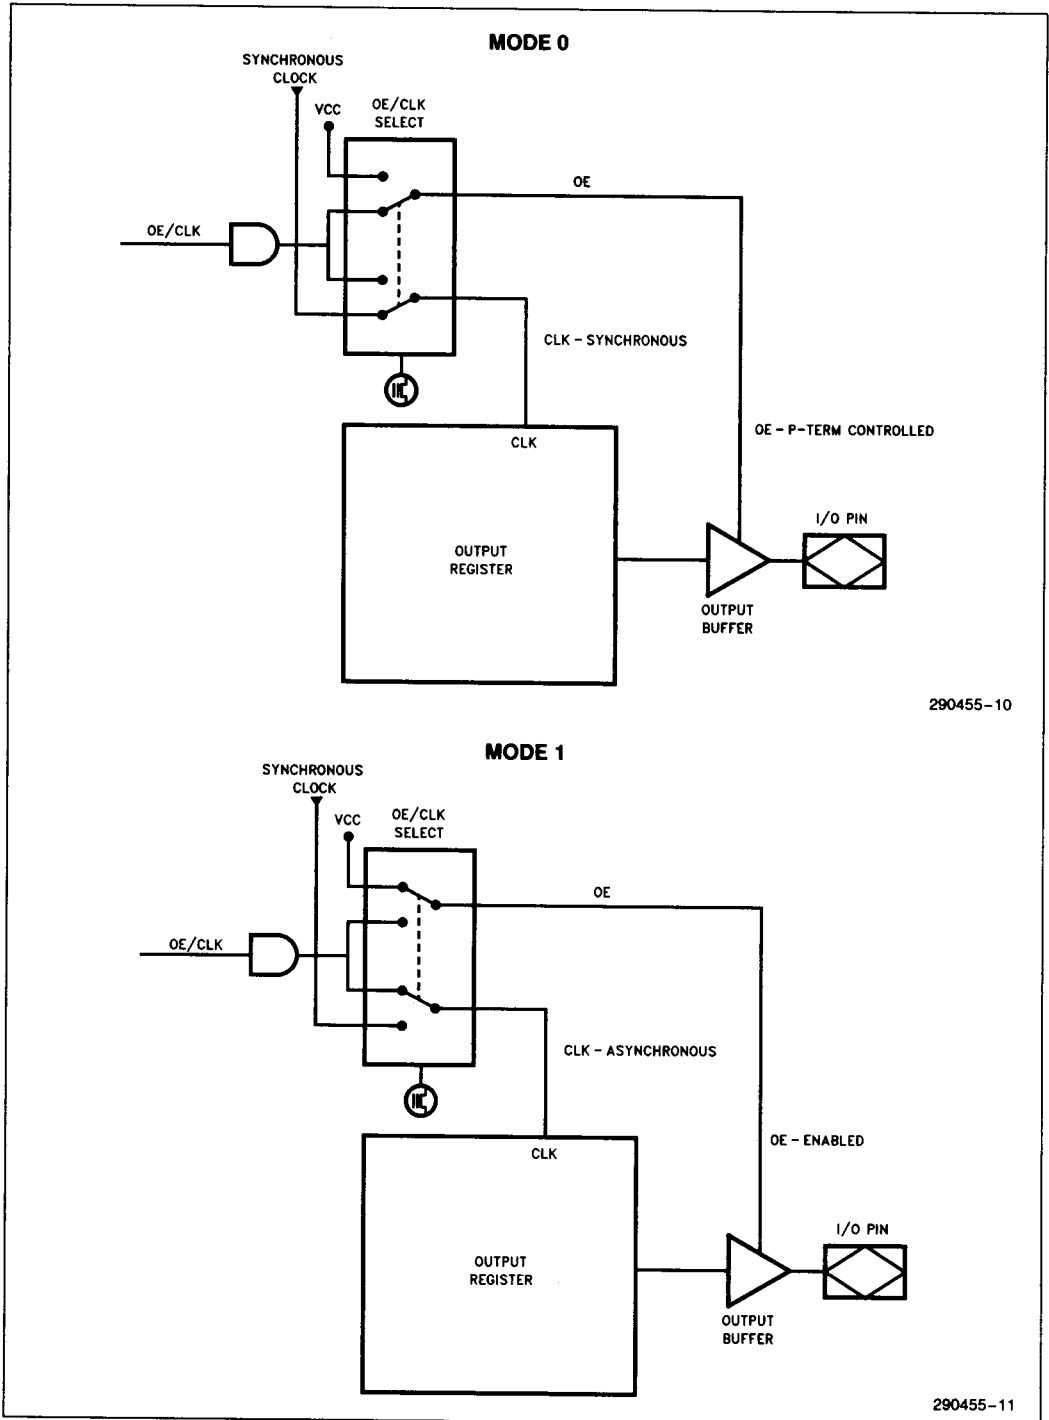 MODE 0
SYNCHRONOUS
CLOCK
VCC
OE/CLK
SELECT
OE
OE/CLK
CLK – SYNCHRONOUS
CLK
OE – P-TERM CONTROLLED
I/O PIN
OUTPUT
REGISTER
OUTPUT
BUFFER
290455–10
MODE 1
SYNCHRONOUS
CLOCK
VCC
OE/CLK
SELECT
OE
OE/CLK
CLK – ASYNCHRONOUS
CLK
OE – ENABLED
I/O PIN
OUTPUT
REGISTER
OUTPUT
BUFFER
290455–11